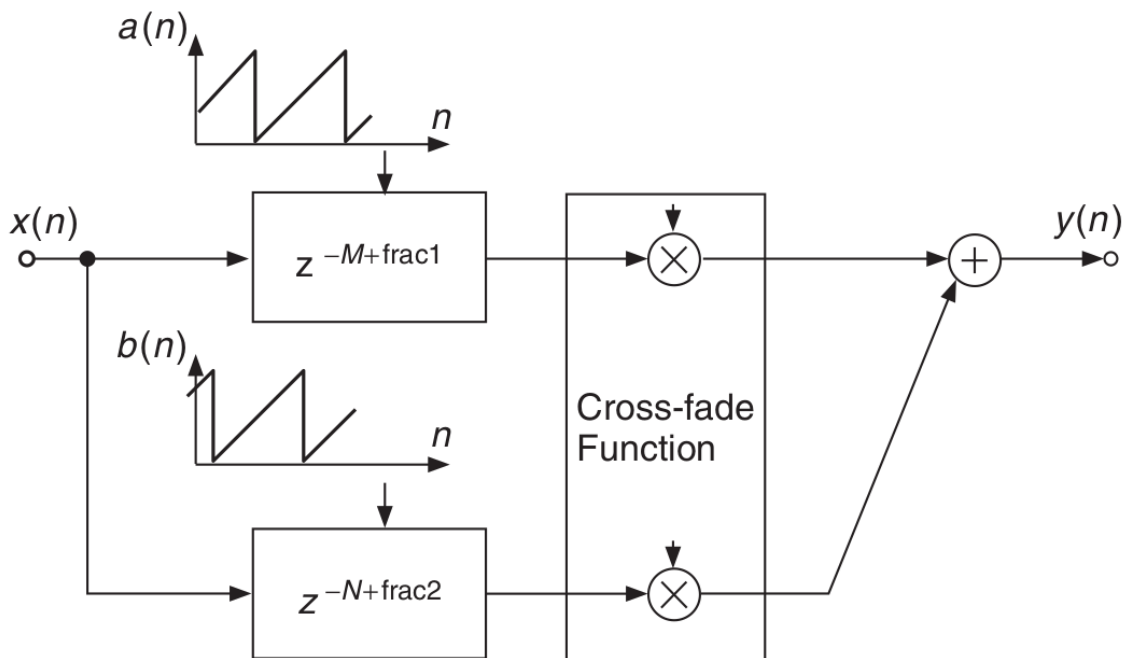 a(n)
n
x(n)
z^{-M+frac1}
y(n)
b(n)
n
Cross-fade
Function
z^{-N+frac2}